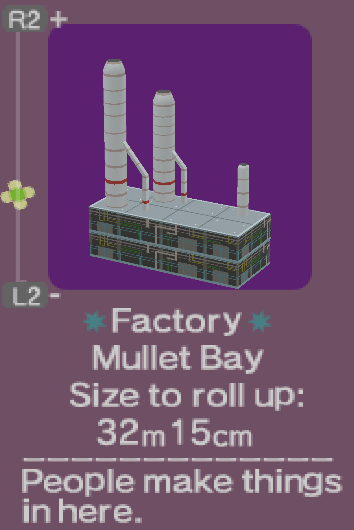 R2 +
L2 -
Factory
Mullet Bay
Size to roll up:
32m15cm
People make things
in here.